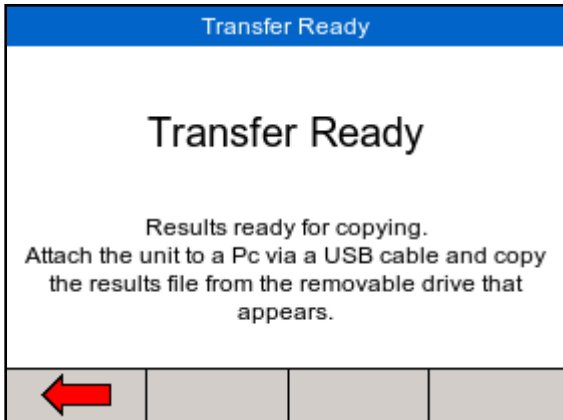 Transfer Ready
Transfer Ready
Results ready for copying.
Attach the unit to a Pc via a USB cable and copy
the results file from the removable drive that
appears.